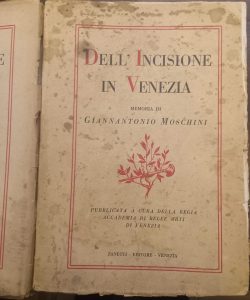 E
DELL'INCISIONE
IN VENEZIA
MEMORIA DI
GIANNANTONIO MOSCHINI
PUBBLICATA A CURA DELLA REGIA
ACCADEMIA DI BELLE ARTI
DI VENEZIA
ZANETTI - EDITORE - VENEZIA